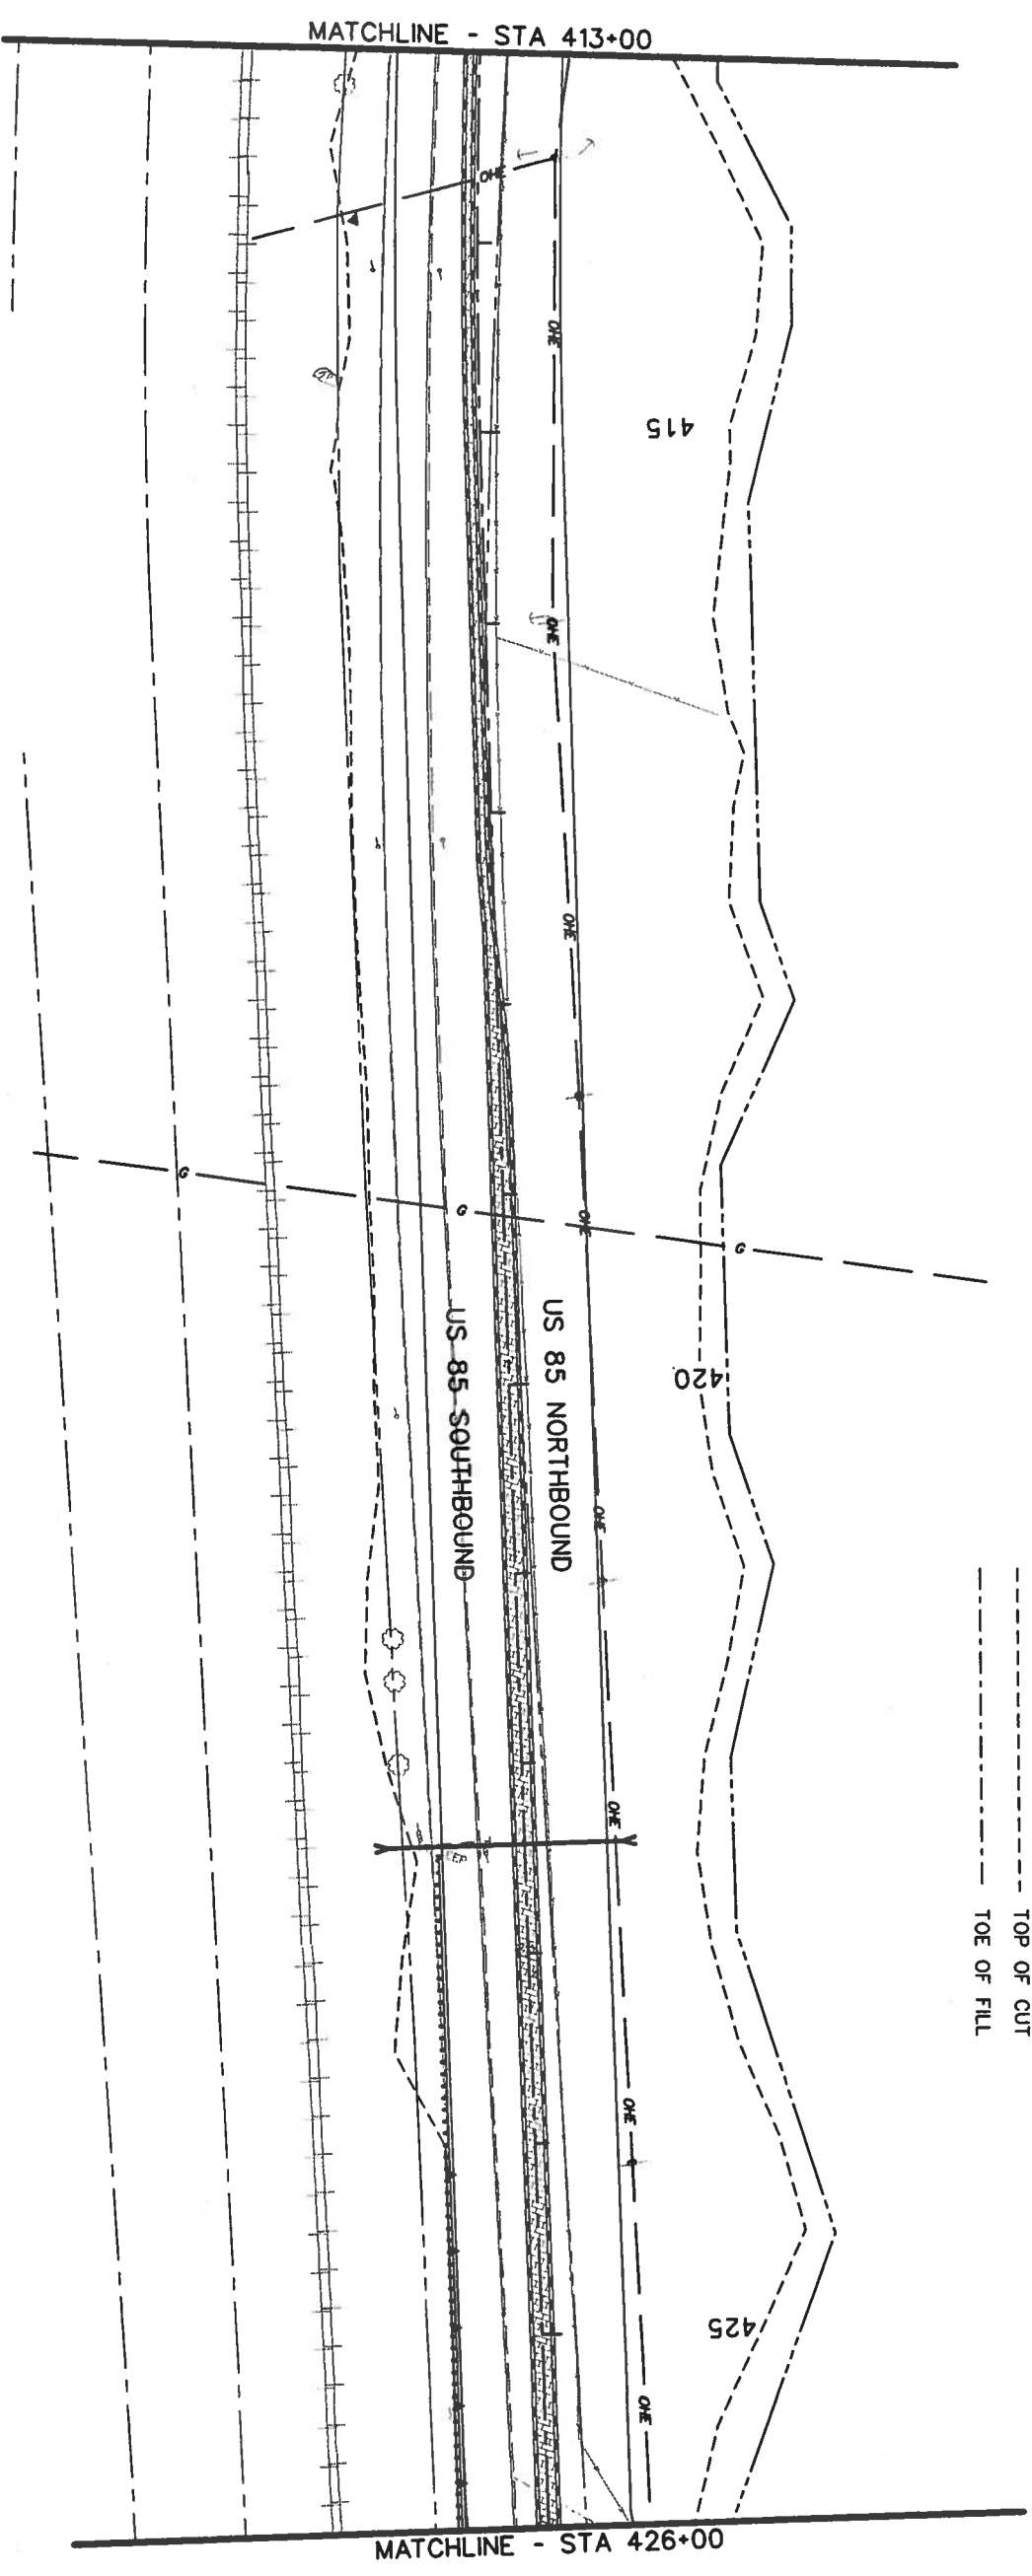 MATCHLINE - STA 413+00
OHE
OHE
415
OHE
OHE
G
G
OHE
G
US 85 SOUTHBOUND
US 85 NORTHBOUND
420
OHE
OHE
TOP OF CUT
TOE OF FILL
OHE
425
OHE
MATCHLINE - STA 426+00